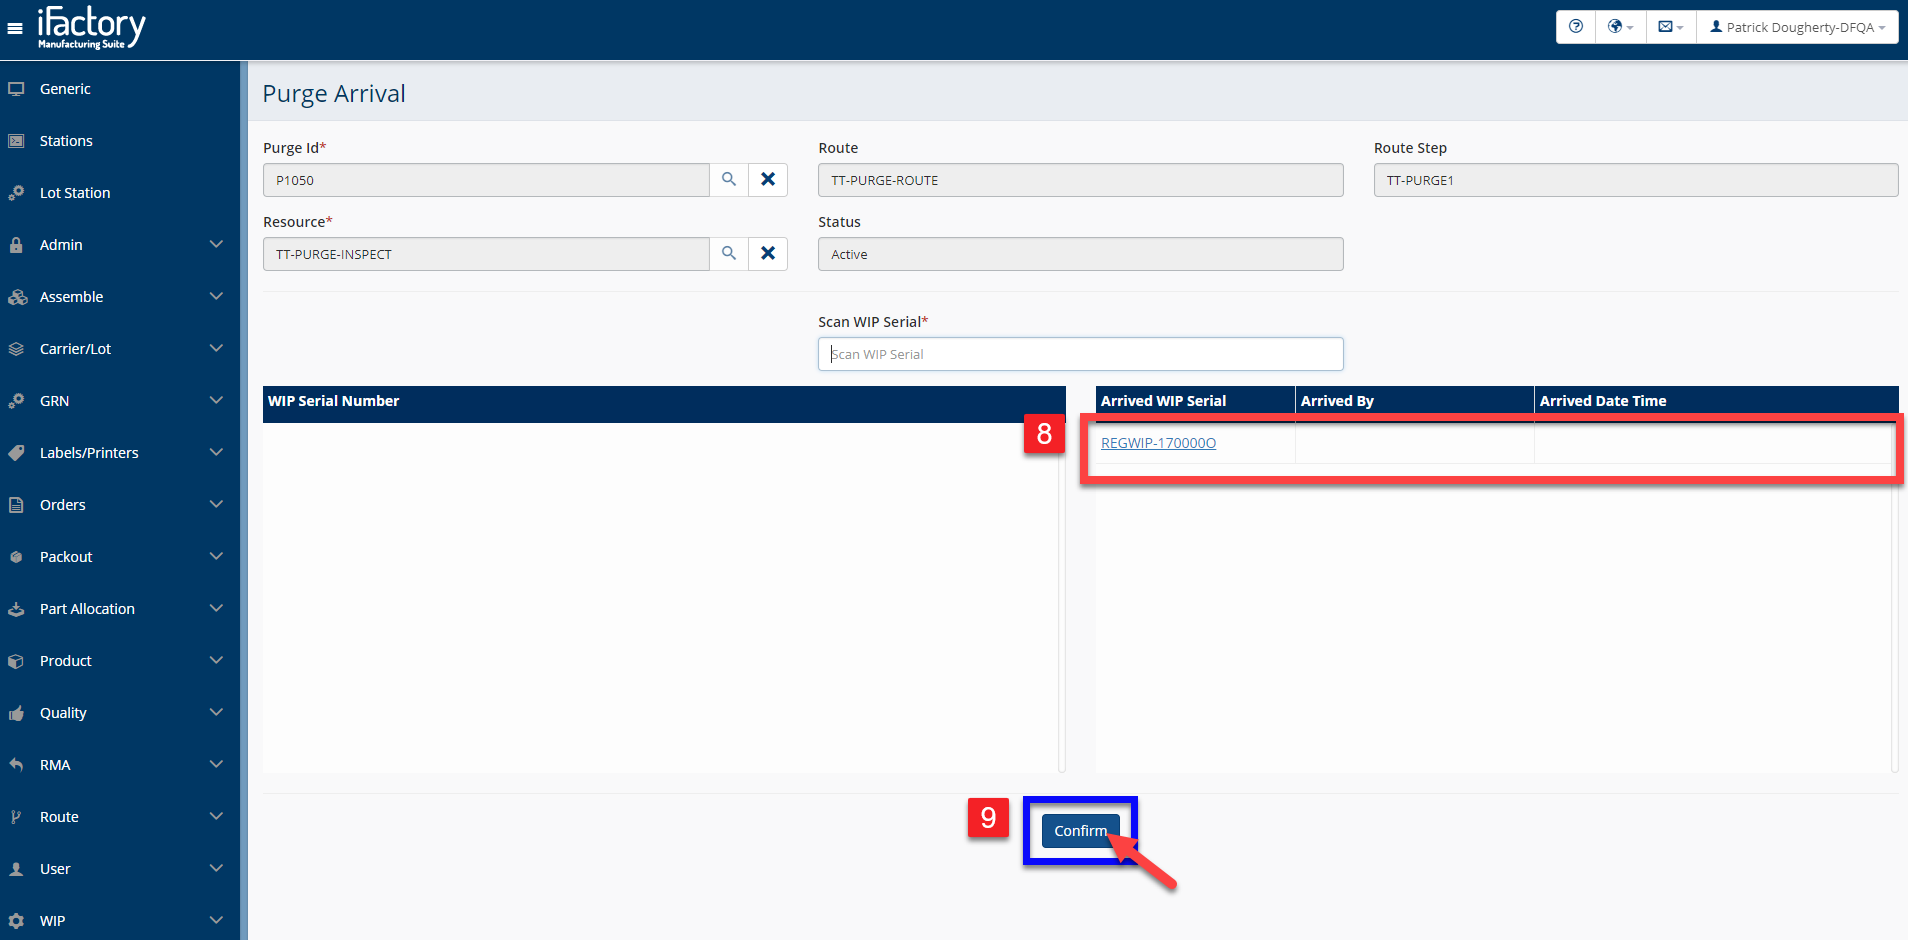 iFactory
Manufacturing Suite
Patrick Dougherty-DFQA
Generic
Stations
Lot Station
Admin
Assemble
Carrier/Lot
GRN
Labels/Printers
Orders
Packout
Part Allocation
Product
Quality
RMA
Route
User
WIP
Purge Arrival
Purge Id*
Route
Route Step
P1050
TT-PURGE-ROUTE
TT-PURGE1
Resource*
Status
TT-PURGE-INSPECT
Active
Scan WIP Serial*
Scan WIP Serial
WIP Serial Number
Arrived WIP Serial
Arrived By
Arrived Date Time
8
REGWIP-170000O
9
Confirm